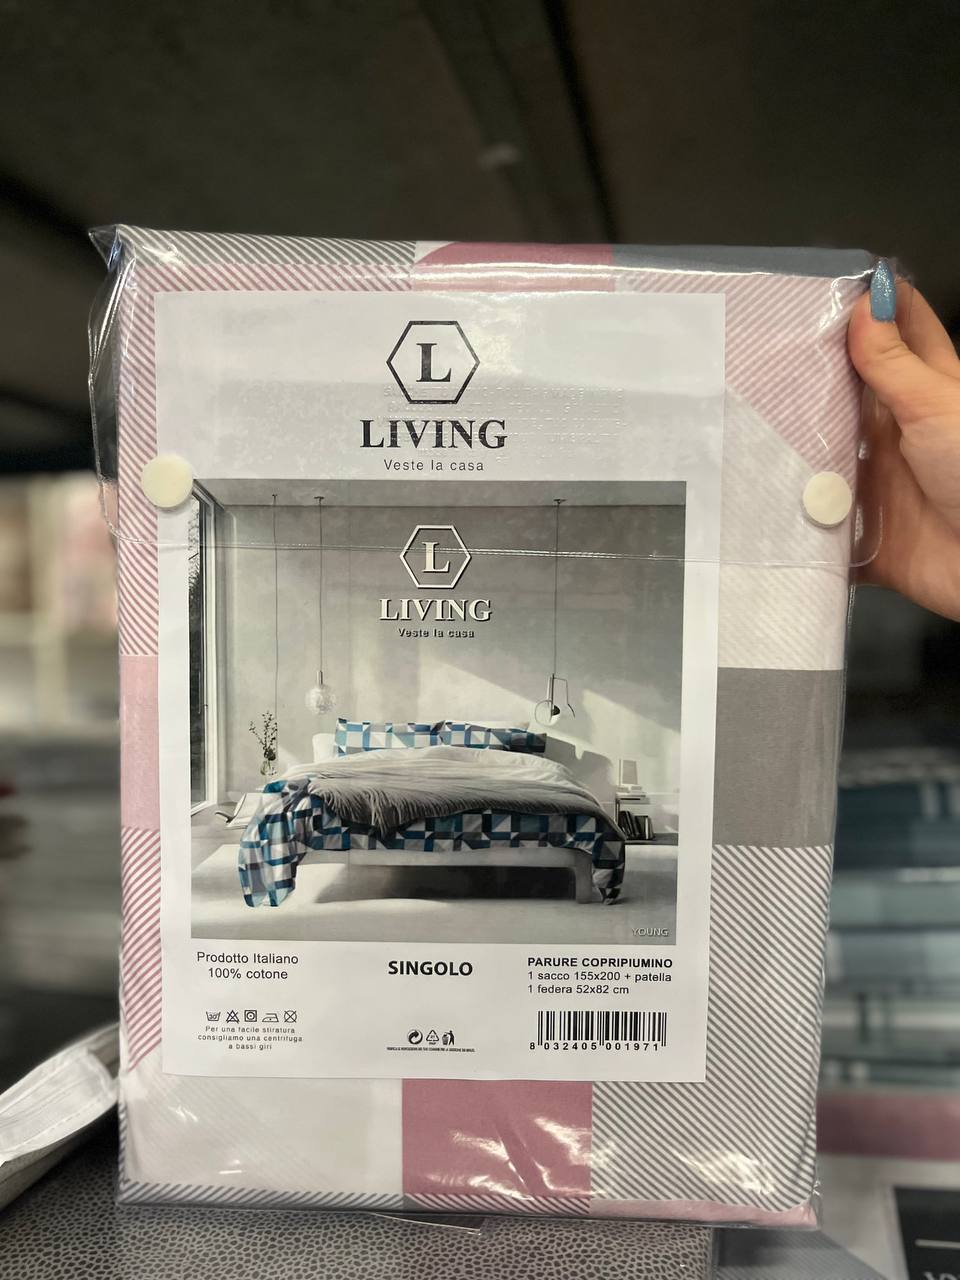 L
LIVING
Veste la casa
L
LIVING
Veste la casa
YOUNG
Prodotto Italiano
100% cotone
SINGOLO
PARURE COPRIPIUMINO
1 sacco 155x200 + patella
1 federa 52x82 cm
30°
Per una facile stiratura
consigliamo una centrifuga
a bassi giri
8 032405 001971